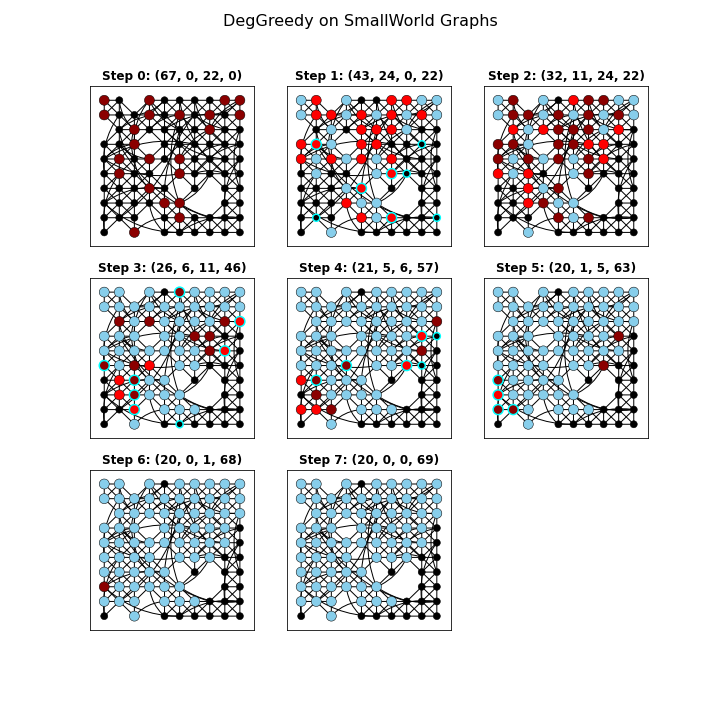 DegGreedy on SmallWorld Graphs
Step 0: (67, 0, 22, 0)
Step 1: (43, 24, 0, 22)
Step 2: (32, 11, 24, 22)
Step 3: (26, 6, 11, 46)
Step 4: (21, 5, 6, 57)
Step 5: (20, 1, 5, 63)
Step 6: (20, 0, 1, 68)
Step 7: (20, 0, 0, 69)